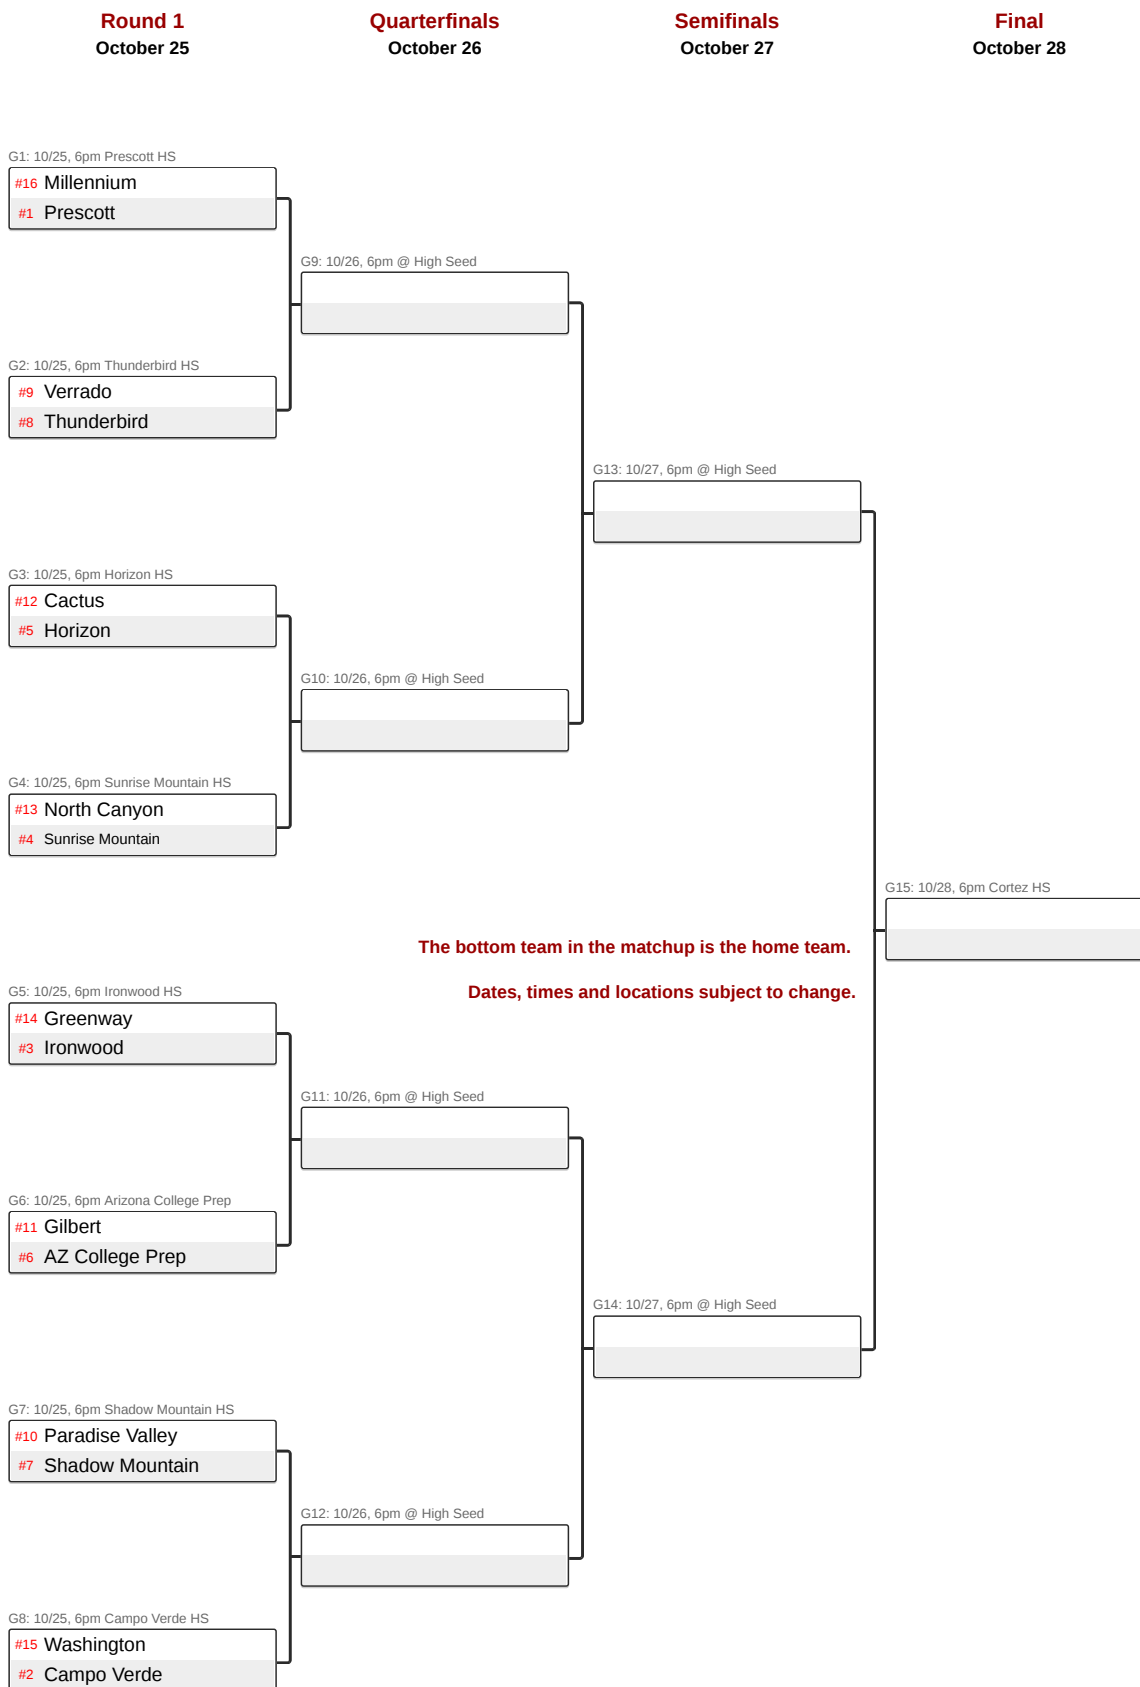 Round 1
October 25
Quarterfinals
October 26
Semifinals
October 27
Final
October 28
G1: 10/25, 6pm Prescott HS
#16 Millennium
#1 Prescott
G9: 10/26, 6pm @ High Seed
G2: 10/25, 6pm Thunderbird HS
#9 Verrado
#8 Thunderbird
G13: 10/27, 6pm @ High Seed
G3: 10/25, 6pm Horizon HS
#12 Cactus
#5 Horizon
G10: 10/26, 6pm @ High Seed
G4: 10/25, 6pm Sunrise Mountain HS
#13 North Canyon
#4 Sunrise Mountain
G15: 10/28, 6pm Cortez HS
The bottom team in the matchup is the home team.
Dates, times and locations subject to change.
G5: 10/25, 6pm Ironwood HS
#14 Greenway
#3 Ironwood
G11: 10/26, 6pm @ High Seed
G6: 10/25, 6pm Arizona College Prep
#11 Gilbert
#6 AZ College Prep
G14: 10/27, 6pm @ High Seed
G7: 10/25, 6pm Shadow Mountain HS
#10 Paradise Valley
#7 Shadow Mountain
G12: 10/26, 6pm @ High Seed
G8: 10/25, 6pm Campo Verde HS
#15 Washington
#2 Campo Verde